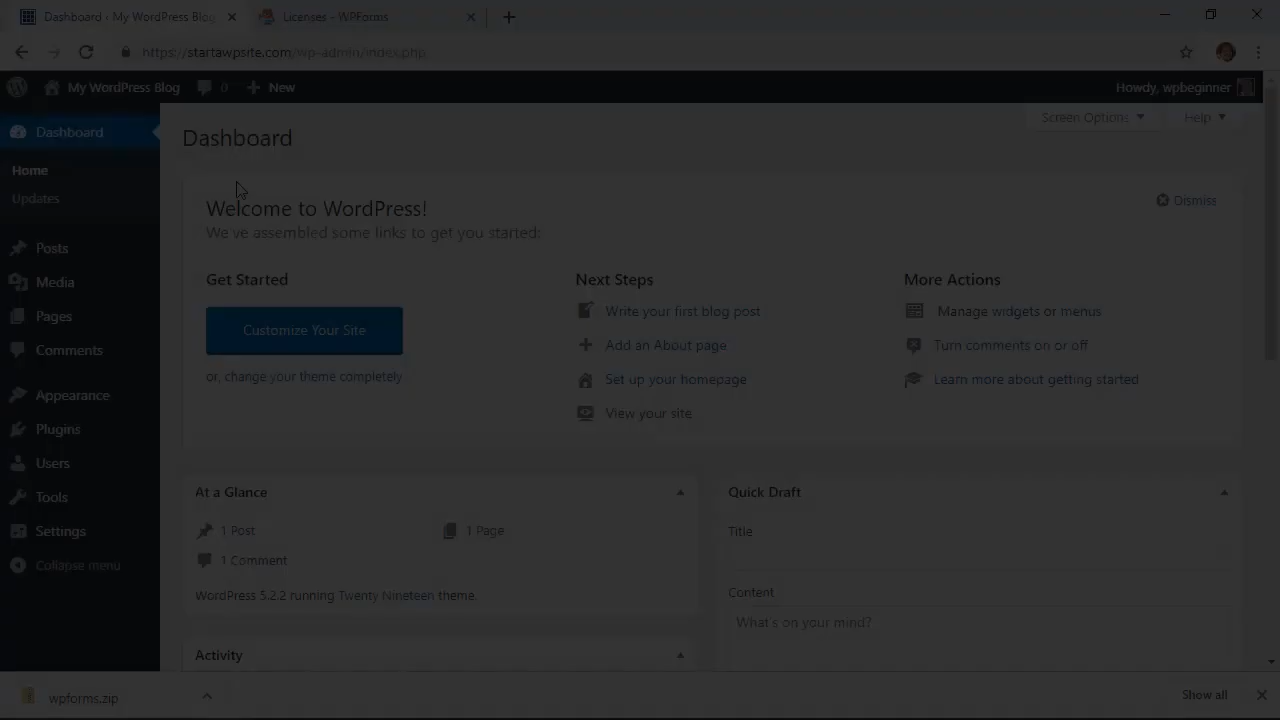 Dashboard › My WordPress Blog
Licenses - WPForms
https://startawpsite.com/wp-admin/index.php
My WordPress Blog
0
New
Howdy, wpbeginner
Dashboard
Home
Updates
Posts
Media
Pages
Comments
Appearance
Plugins
Users
Tools
Settings
Collapse menu
Dashboard
Screen Options
Help
Welcome to WordPress!
We've assembled some links to get you started:
Dismiss
Get Started
Customize Your Site
or, change your theme completely
Next Steps
Write your first blog post
Add an About page
Set up your homepage
View your site
More Actions
Manage widgets or menus
Turn comments on or off
Learn more about getting started
At a Glance
1 Post
1 Page
1 Comment
WordPress 5.2.2 running Twenty Nineteen theme.
Activity
Quick Draft
Title
Content
What's on your mind?
wpforms.zip
Show all